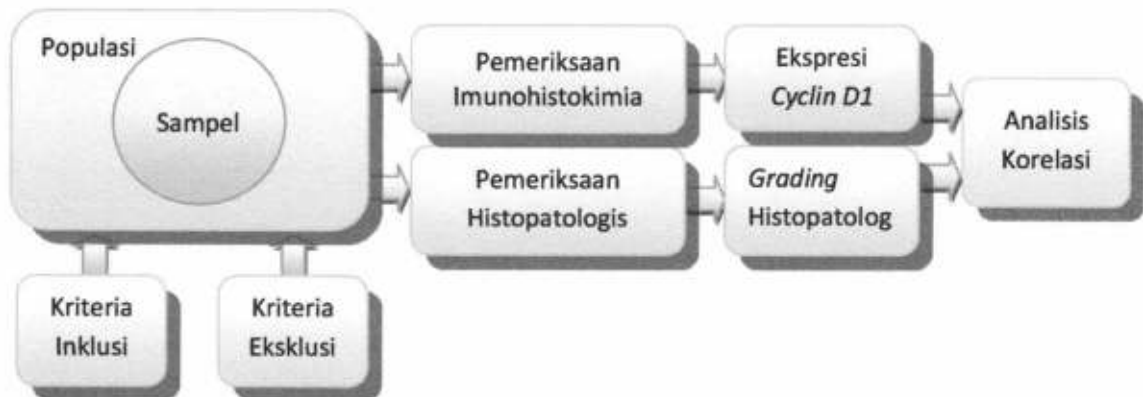 Populasi
Sampel
Pemeriksaan
Imunohistokimia
Ekspresi
Cyclin D1
Pemeriksaan
Histopatologis
Grading
Histopatolog
Analisis
Korelasi
Kriteria
Inklusi
Kriteria
Eksklusi